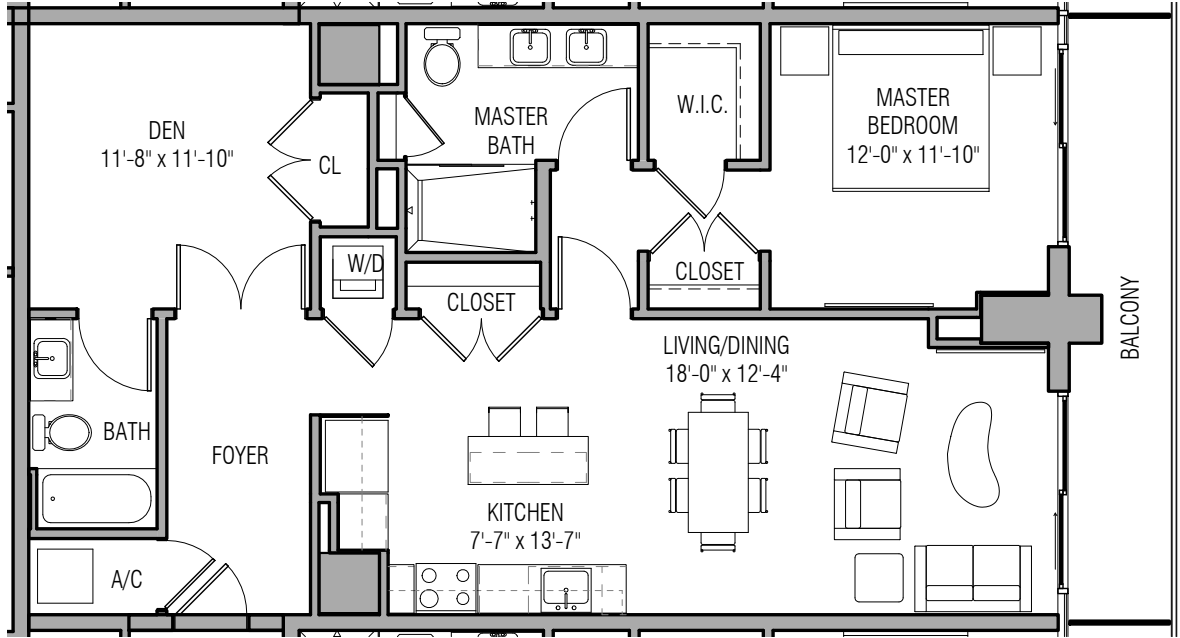 DEN
11'-8" x 11'-10"
CL
MASTER
BATH
W.I.C.
MASTER
BEDROOM
12'-0" x 11'-10"
W/D
CLOSET
CLOSET
BALCONY
LIVING/DINING
18'-0" x 12'-4"
BATH
FOYER
KITCHEN
7'-7" x 13'-7"
A/C